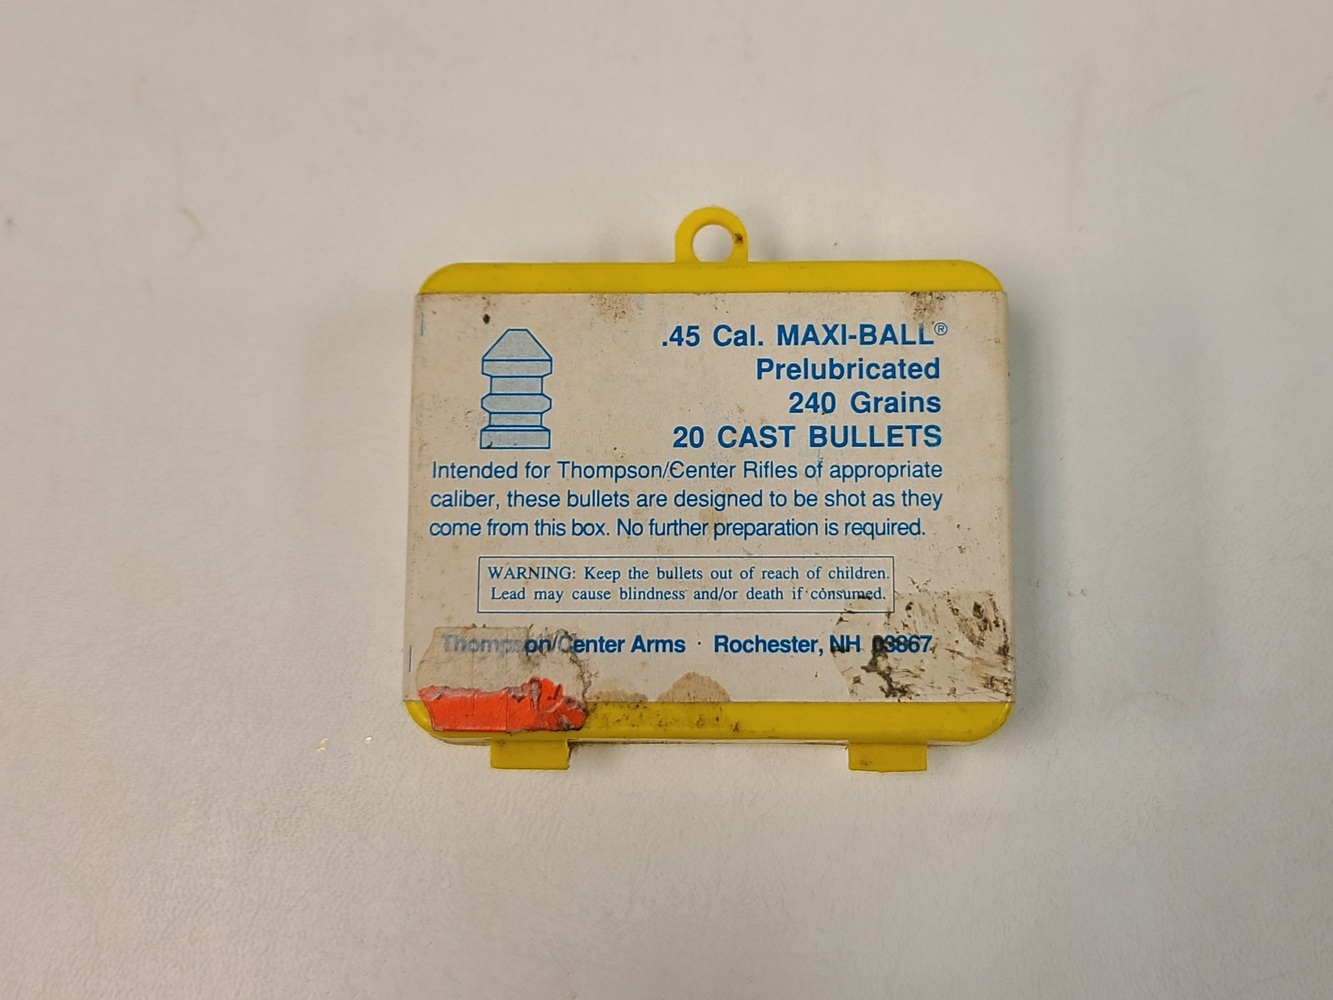 .45 Cal. MAXI-BALL®
Prelubricated
240 Grains
20 CAST BULLETS
Intended for Thompson/Center Rifles of appropriate
caliber, these bullets are designed to be shot as they
come from this box. No further preparation is required.
WARNING: Keep the bullets out of reach of children.
Lead may cause blindness and/or death if consumed.
Thompson/Center Arms · Rochester, NH 03867